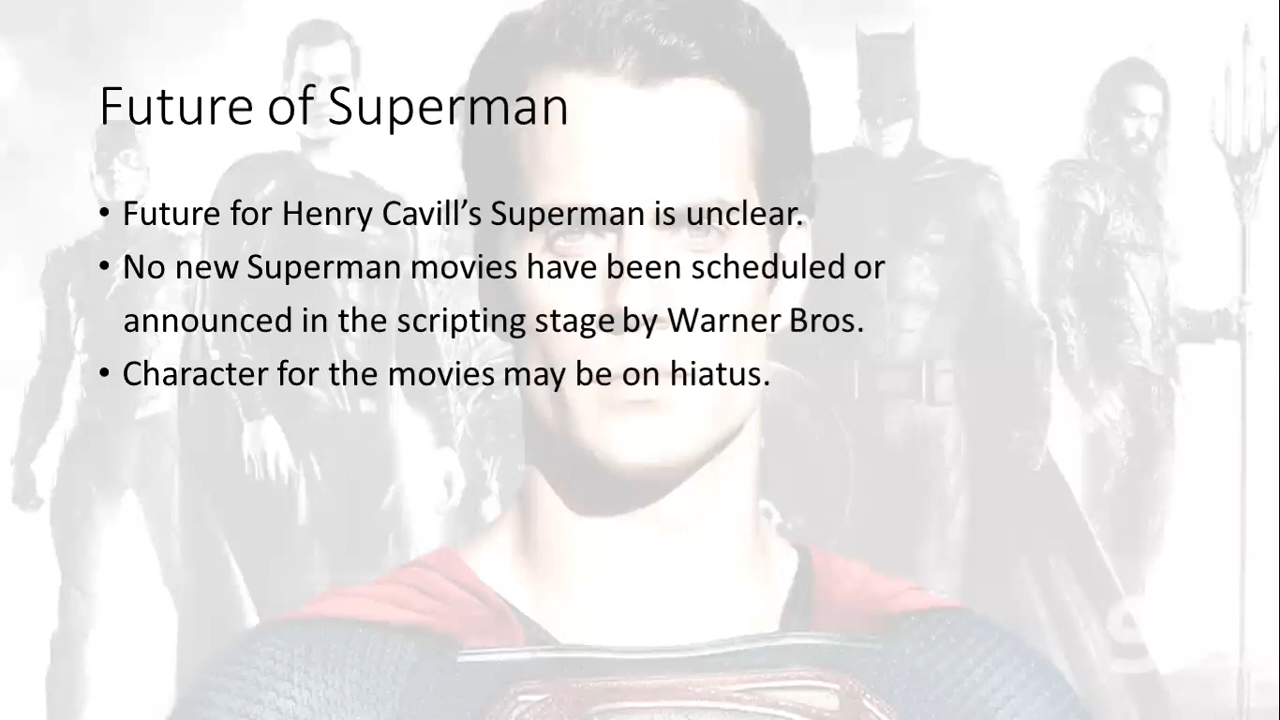 Future of Superman
• Future for Henry Cavill’s Superman is unclear.
• No new Superman movies have been scheduled or
announced in the scripting stage by Warner Bros.
• Character for the movies may be on hiatus.